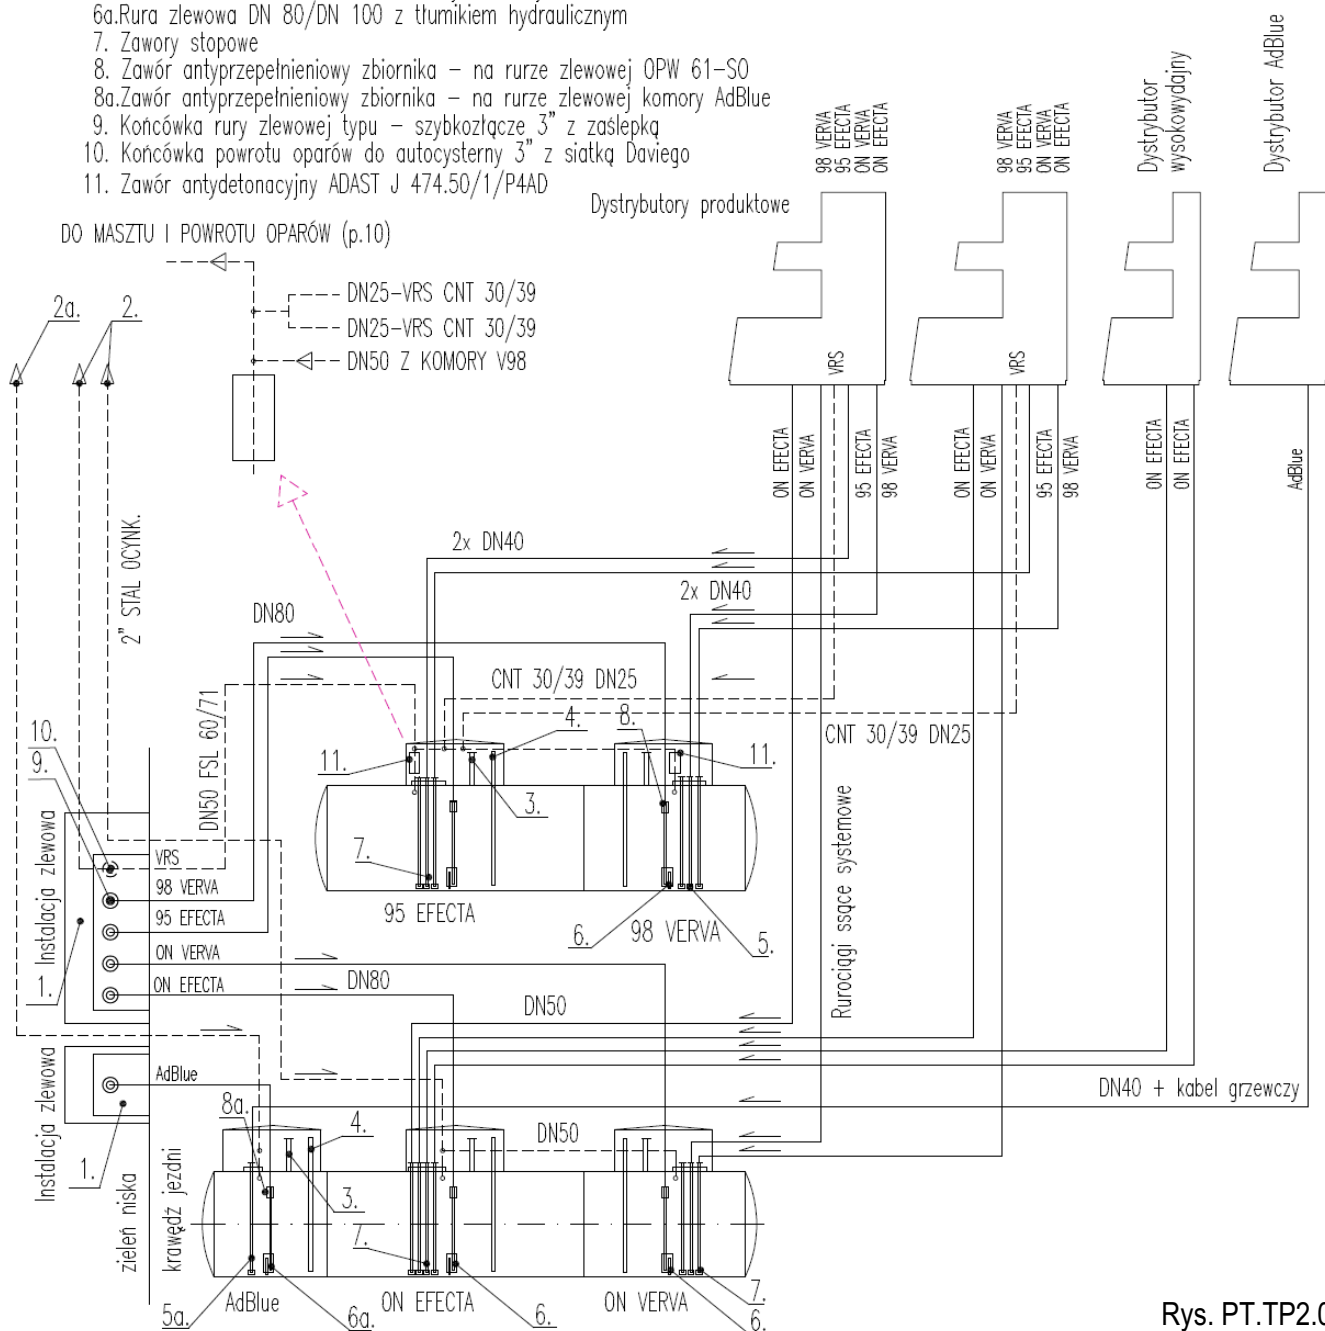 6a.Rura zlewowa DN 80/DN 100 z tłumikiem hydraulicznym
7. Zawory stopowe
8. Zawór antyprzepełnieniowy zbiornika – na rurze zlewowej OPW 61–SO
8a.Zawór antyprzepełnieniowy zbiornika – na rurze zlewowej komory AdBlue
9. Końcówka rury zlewowej typu – szybkozłącze 3" z zaślepką
10. Końcówka powrotu oparów do autocysterny 3" z siatką Daviego
11. Zawór antydetonacyjny ADAST J 474.50/1/P4AD
98 VERVA
95 EFECTA
ON VERVA
ON EFECTA
98 VERVA
95 EFECTA
ON VERVA
ON EFECTA
Dystrybutor
wysokowydajny
Dystrybutor AdBlue
Dystrybutory produktowe
DO MASZTU I POWROTU OPARÓW (p.10)
DN25–VRS CNT 30/39
DN25–VRS CNT 30/39
DN50 Z KOMORY V98
2a.
2.
VRS
VRS
ON EFECTA
ON VERVA
95 EFECTA
98 VERVA
ON EFECTA
ON VERVA
95 EFECTA
98 VERVA
ON EFECTA
ON EFECTA
AdBlue
2" STAL OCYNK.
2x DN40
2x DN40
DN80
DN50 FSL 60/71
CNT 30/39 DN25
CNT 30/39 DN25
10.
9.
11.
4.
8.
11.
3.
7.
95 EFECTA
6.
98 VERVA
5.
Rurociągi ssące systemowe
Instalacja zlewowa
1.
VRS
98 VERVA
95 EFECTA
ON VERVA
ON EFECTA
DN80
DN50
Instalacja zlewowa
1.
AdBlue
DN40 + kabel grzewczy
8a.
4.
DN50
3.
zieleń niska
krawędź jezdni
7.
5a.
AdBlue
6a.
ON EFECTA
6.
ON VERVA
7.
6.
Rys. PT.TP2.0